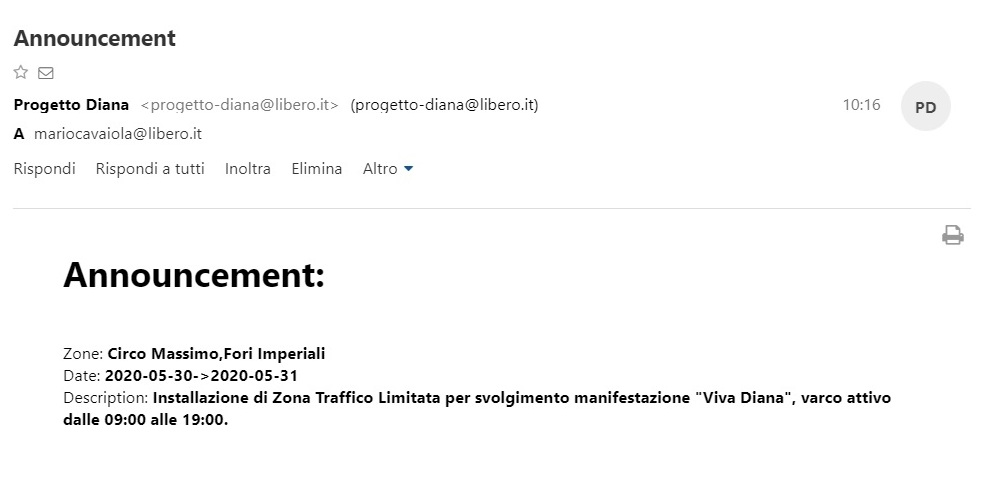 Announcement
Progetto Diana <progetto-diana@libero.it> (progetto-diana@libero.it) 10:16 PD
A mariocavaiola@libero.it
Rispondi Rispondi a tutti Inoltra Elimina Altro
Announcement:
Zone: Circo Massimo,Fori Imperiali
Date: 2020-05-30->2020-05-31
Description: Installazione di Zona Traffico Limitata per svolgimento manifestazione "Viva Diana", varco attivo
dalle 09:00 alle 19:00.